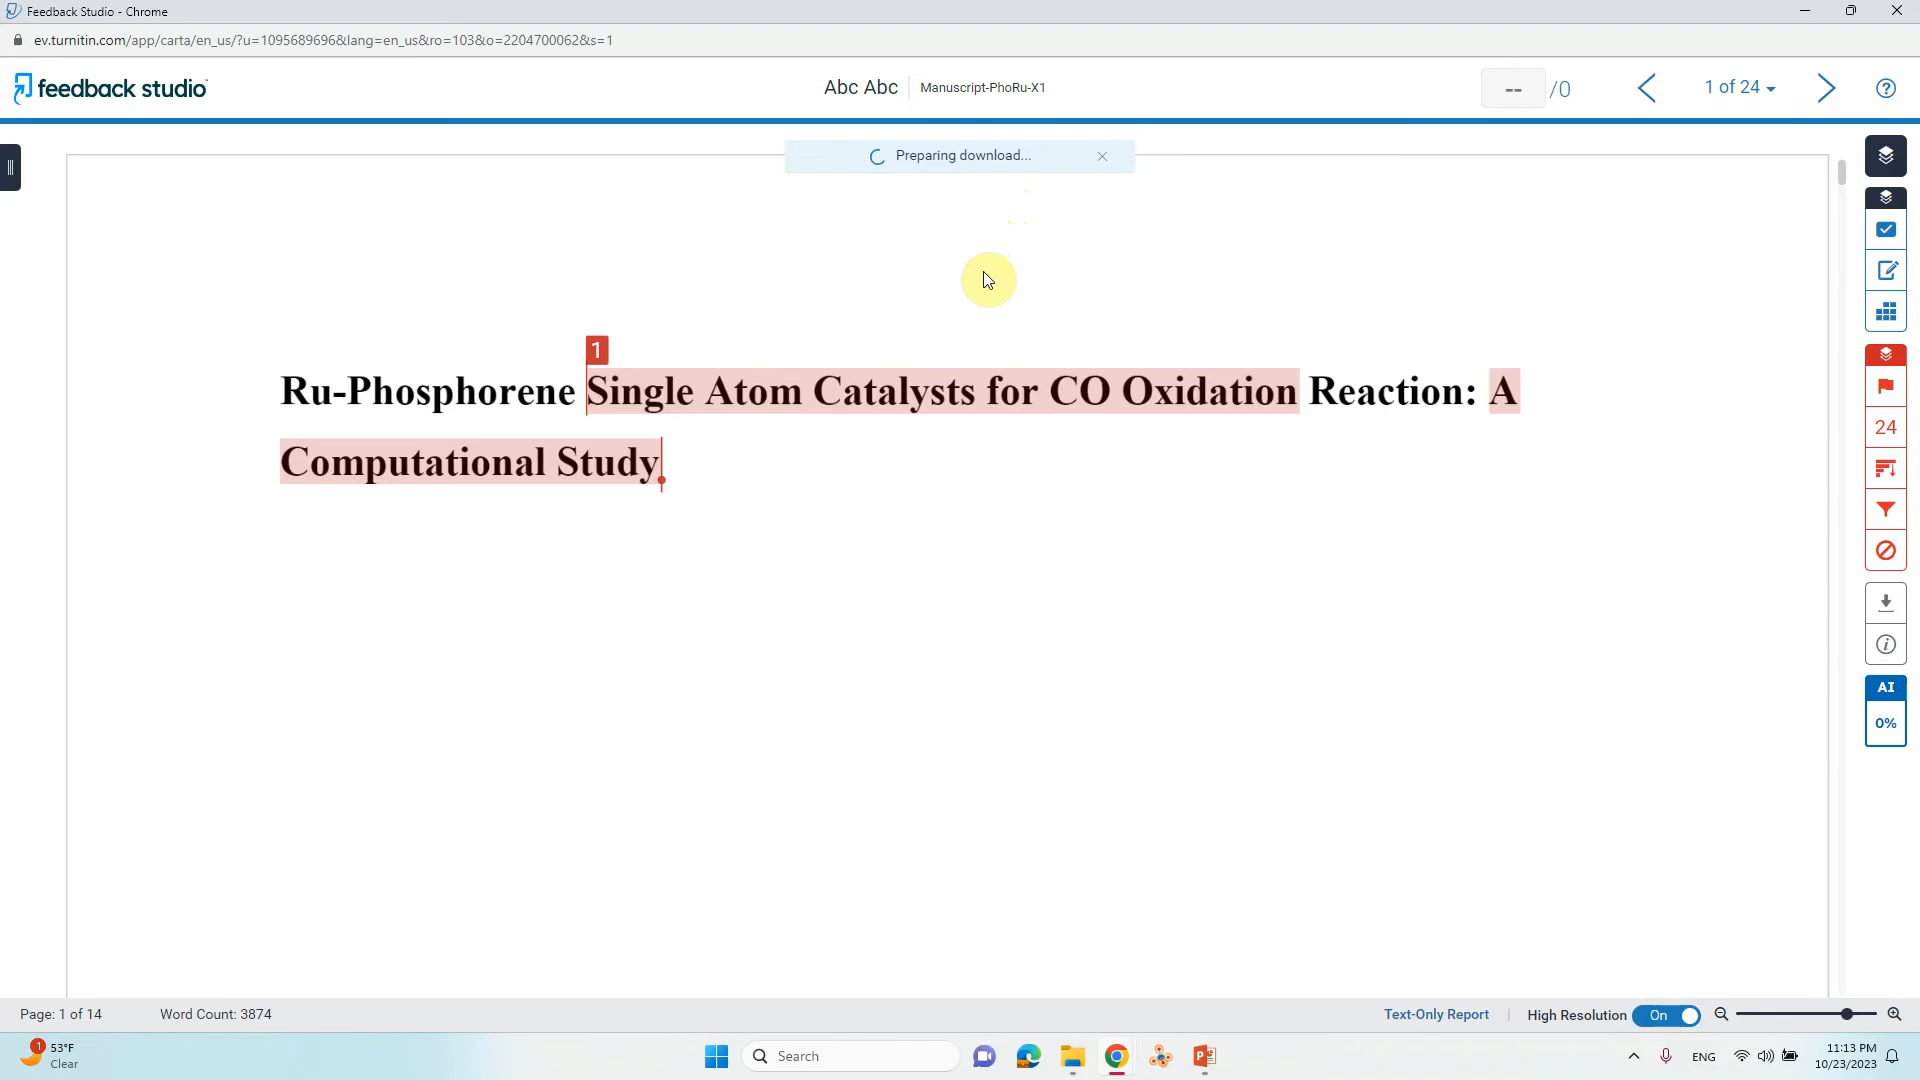 Feedback Studio - Chrome
ev.turnitin.com/app/carta/en_us/?u=1095689696&lang=en_us&ro=103&o=2204700062&s=1
feedback studio
Abc Abc
Manuscript-PhoRu-X1
-- /0
1 of 24
?
Preparing download...
1
Ru-Phosphorene Single Atom Catalysts for CO Oxidation Reaction: A
Computational Study
24
i
AI
0%
Page: 1 of 14
Word Count: 3874
Text-Only Report
High Resolution
On
1
53°F
Clear
Search
ENG
11:13 PM
10/23/2023